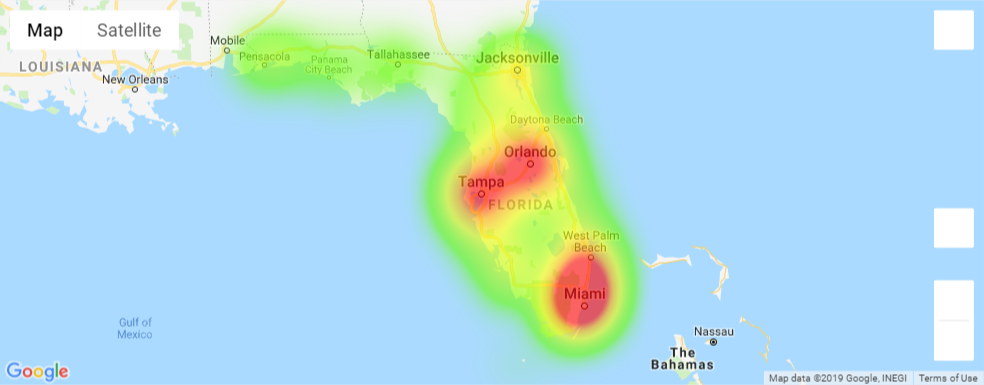 Map Satellite
Mobile
Pensacola
Panama
City Beach
Tallahassee
Jacksonville
LOUISIANA
New Orleans
Daytona Beach
Orlando
Tampa
FLORIDA
West Palm
Beach
Miami
Gulf of
Mexico
Nassau
The
Bahamas
Google
Map data ©2019 Google, INEGI Terms of Use